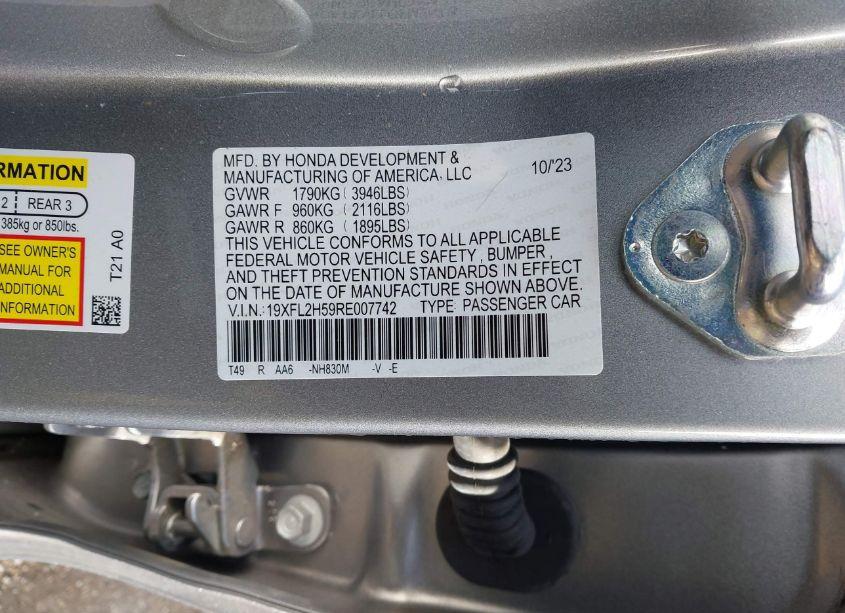 RMATION
2 REAR 3
385kg or 850lbs.
SEE OWNER'S
MANUAL FOR
ADDITIONAL
INFORMATION
T21 A0
MFD. BY HONDA DEVELOPMENT &
MANUFACTURING OF AMERICA, LLC 10/'23
GVWR 1790KG ( 3946LBS)
GAWR F 960KG ( 2116LBS)
GAWR R 860KG ( 1895LBS)
THIS VEHICLE CONFORMS TO ALL APPLICABLE
FEDERAL MOTOR VEHICLE SAFETY , BUMPER ,
AND THEFT PREVENTION STANDARDS IN EFFECT
ON THE DATE OF MANUFACTURE SHOWN ABOVE.
V.I.N.: 19XFL2H59RE007742 TYPE: PASSENGER CAR
T49 R AA6 -NH830M -V -E